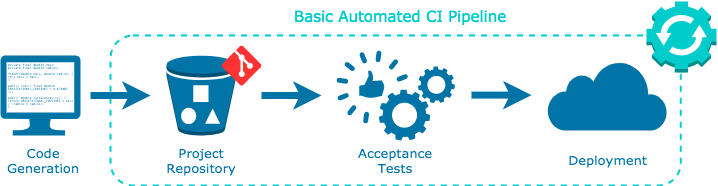 Basic Automated CI Pipeline
Code
Generation
Project
Repository
Acceptance
Tests
Deployment